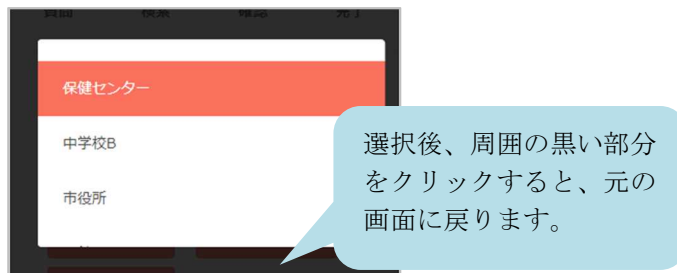 保健センター
中学校B
市役所
選択後、周囲の黒い部分
をクリックすると、元の
画面に戻ります。